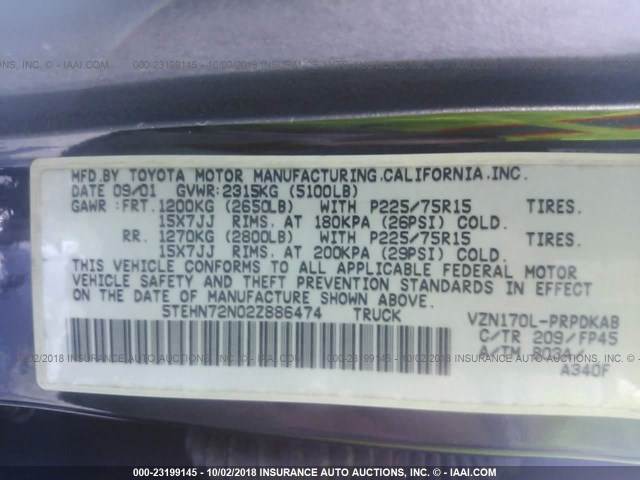 MFD.BY TOYOTA MOTOR MANUFACTURING.CALIFORNIA.INC.
DATE 09/01 GVWR:2315KG (5100LB)
GAWR:FRT.1200KG (2650LB) WITH P225/75R15 TIRES.
15X7JJ RIMS. AT 180KPA (26PSI) COLD.
RR. 1270KG (2800LB) WITH P225/75R15 TIRES.
15X7JJ RIMS. AT 200KPA (29PSI) COLD.
THIS VEHICLE CONFORMS TO ALL APPLICABLE FEDERAL MOTOR
VEHICLE SAFETY AND THEFT PREVENTION STANDARDS IN EFFECT
ON THE DATE OF MANUFACTURE SHOWN ABOVE.
5TEHN72N02Z886474 TRUCK
VZN170L-PRPDKAB
C/TR 209/FP45
A/TM B03A
A340F
000-23199145 - 10/02/2018 INSURANCE AUTO AUCTIONS, INC. - © IAAI.COM